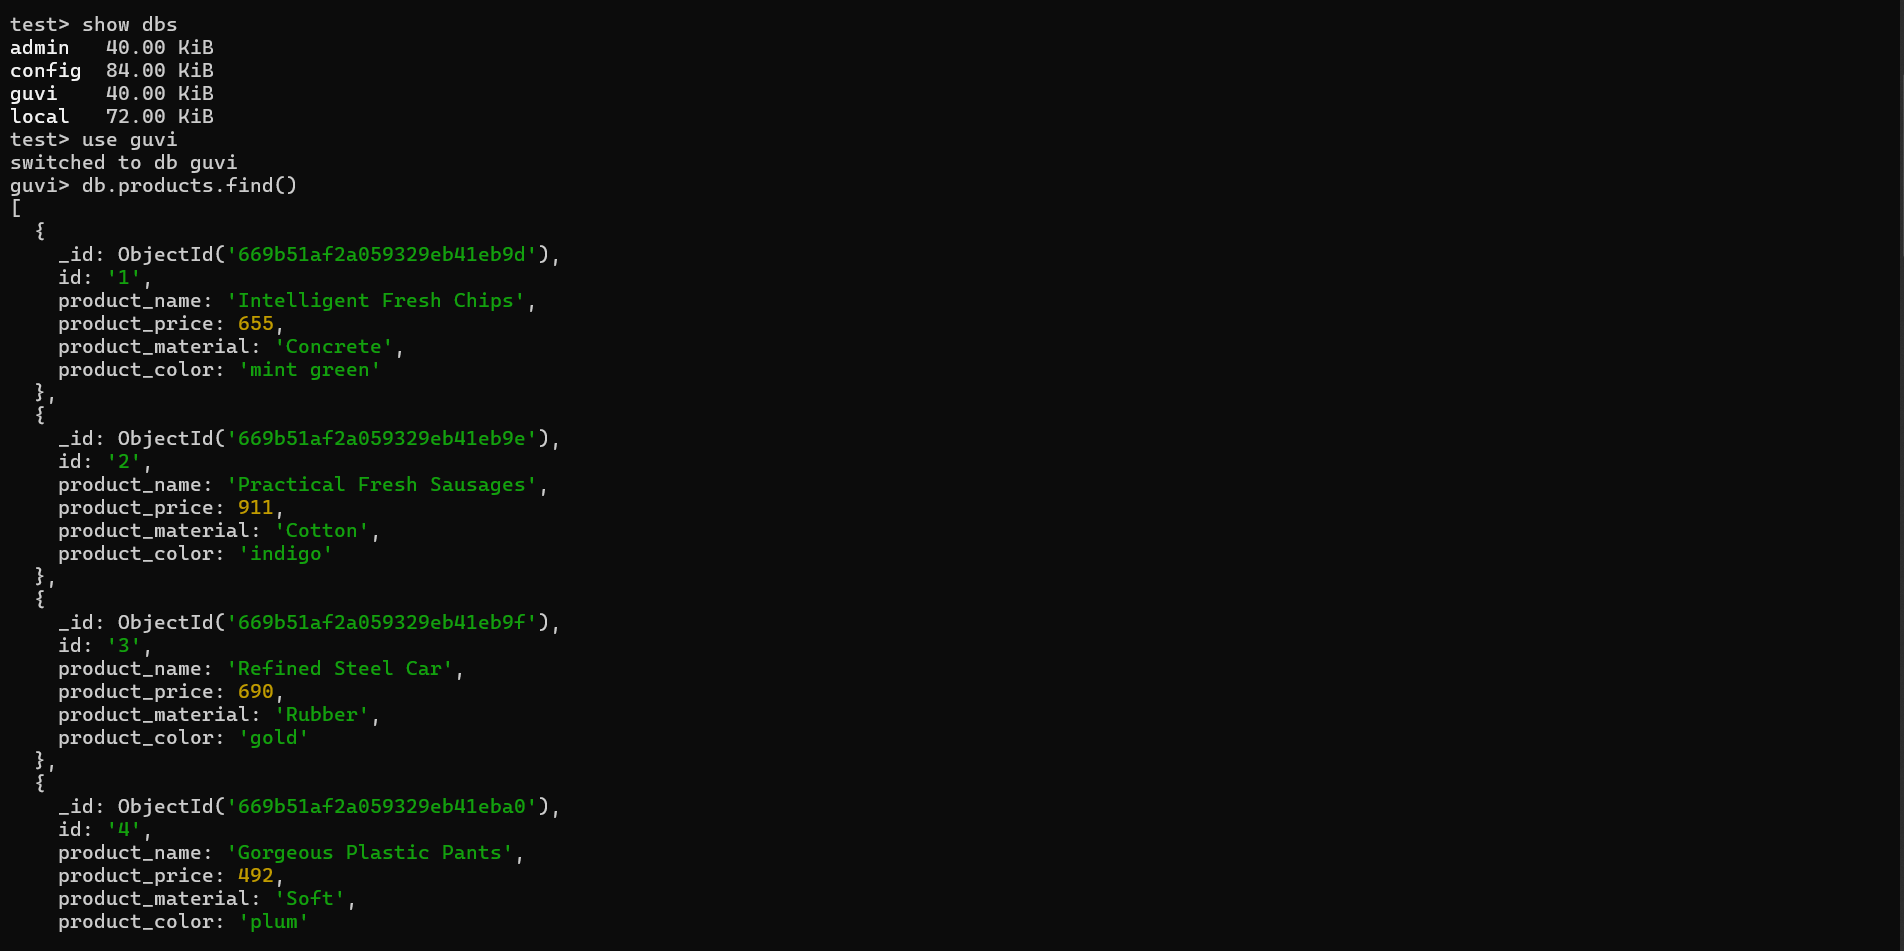 test> show dbs
admin   40.00 KiB
config  84.00 KiB
guvi    40.00 KiB
local   72.00 KiB
test> use guvi
switched to db guvi
guvi> db.products.find()
[
  {
    _id: ObjectId('669b51af2a059329eb41eb9d'),
    id: '1',
    product_name: 'Intelligent Fresh Chips',
    product_price: 655,
    product_material: 'Concrete',
    product_color: 'mint green'
  },
  {
    _id: ObjectId('669b51af2a059329eb41eb9e'),
    id: '2',
    product_name: 'Practical Fresh Sausages',
    product_price: 911,
    product_material: 'Cotton',
    product_color: 'indigo'
  },
  {
    _id: ObjectId('669b51af2a059329eb41eb9f'),
    id: '3',
    product_name: 'Refined Steel Car',
    product_price: 690,
    product_material: 'Rubber',
    product_color: 'gold'
  },
  {
    _id: ObjectId('669b51af2a059329eb41eba0'),
    id: '4',
    product_name: 'Gorgeous Plastic Pants',
    product_price: 492,
    product_material: 'Soft',
    product_color: 'plum'